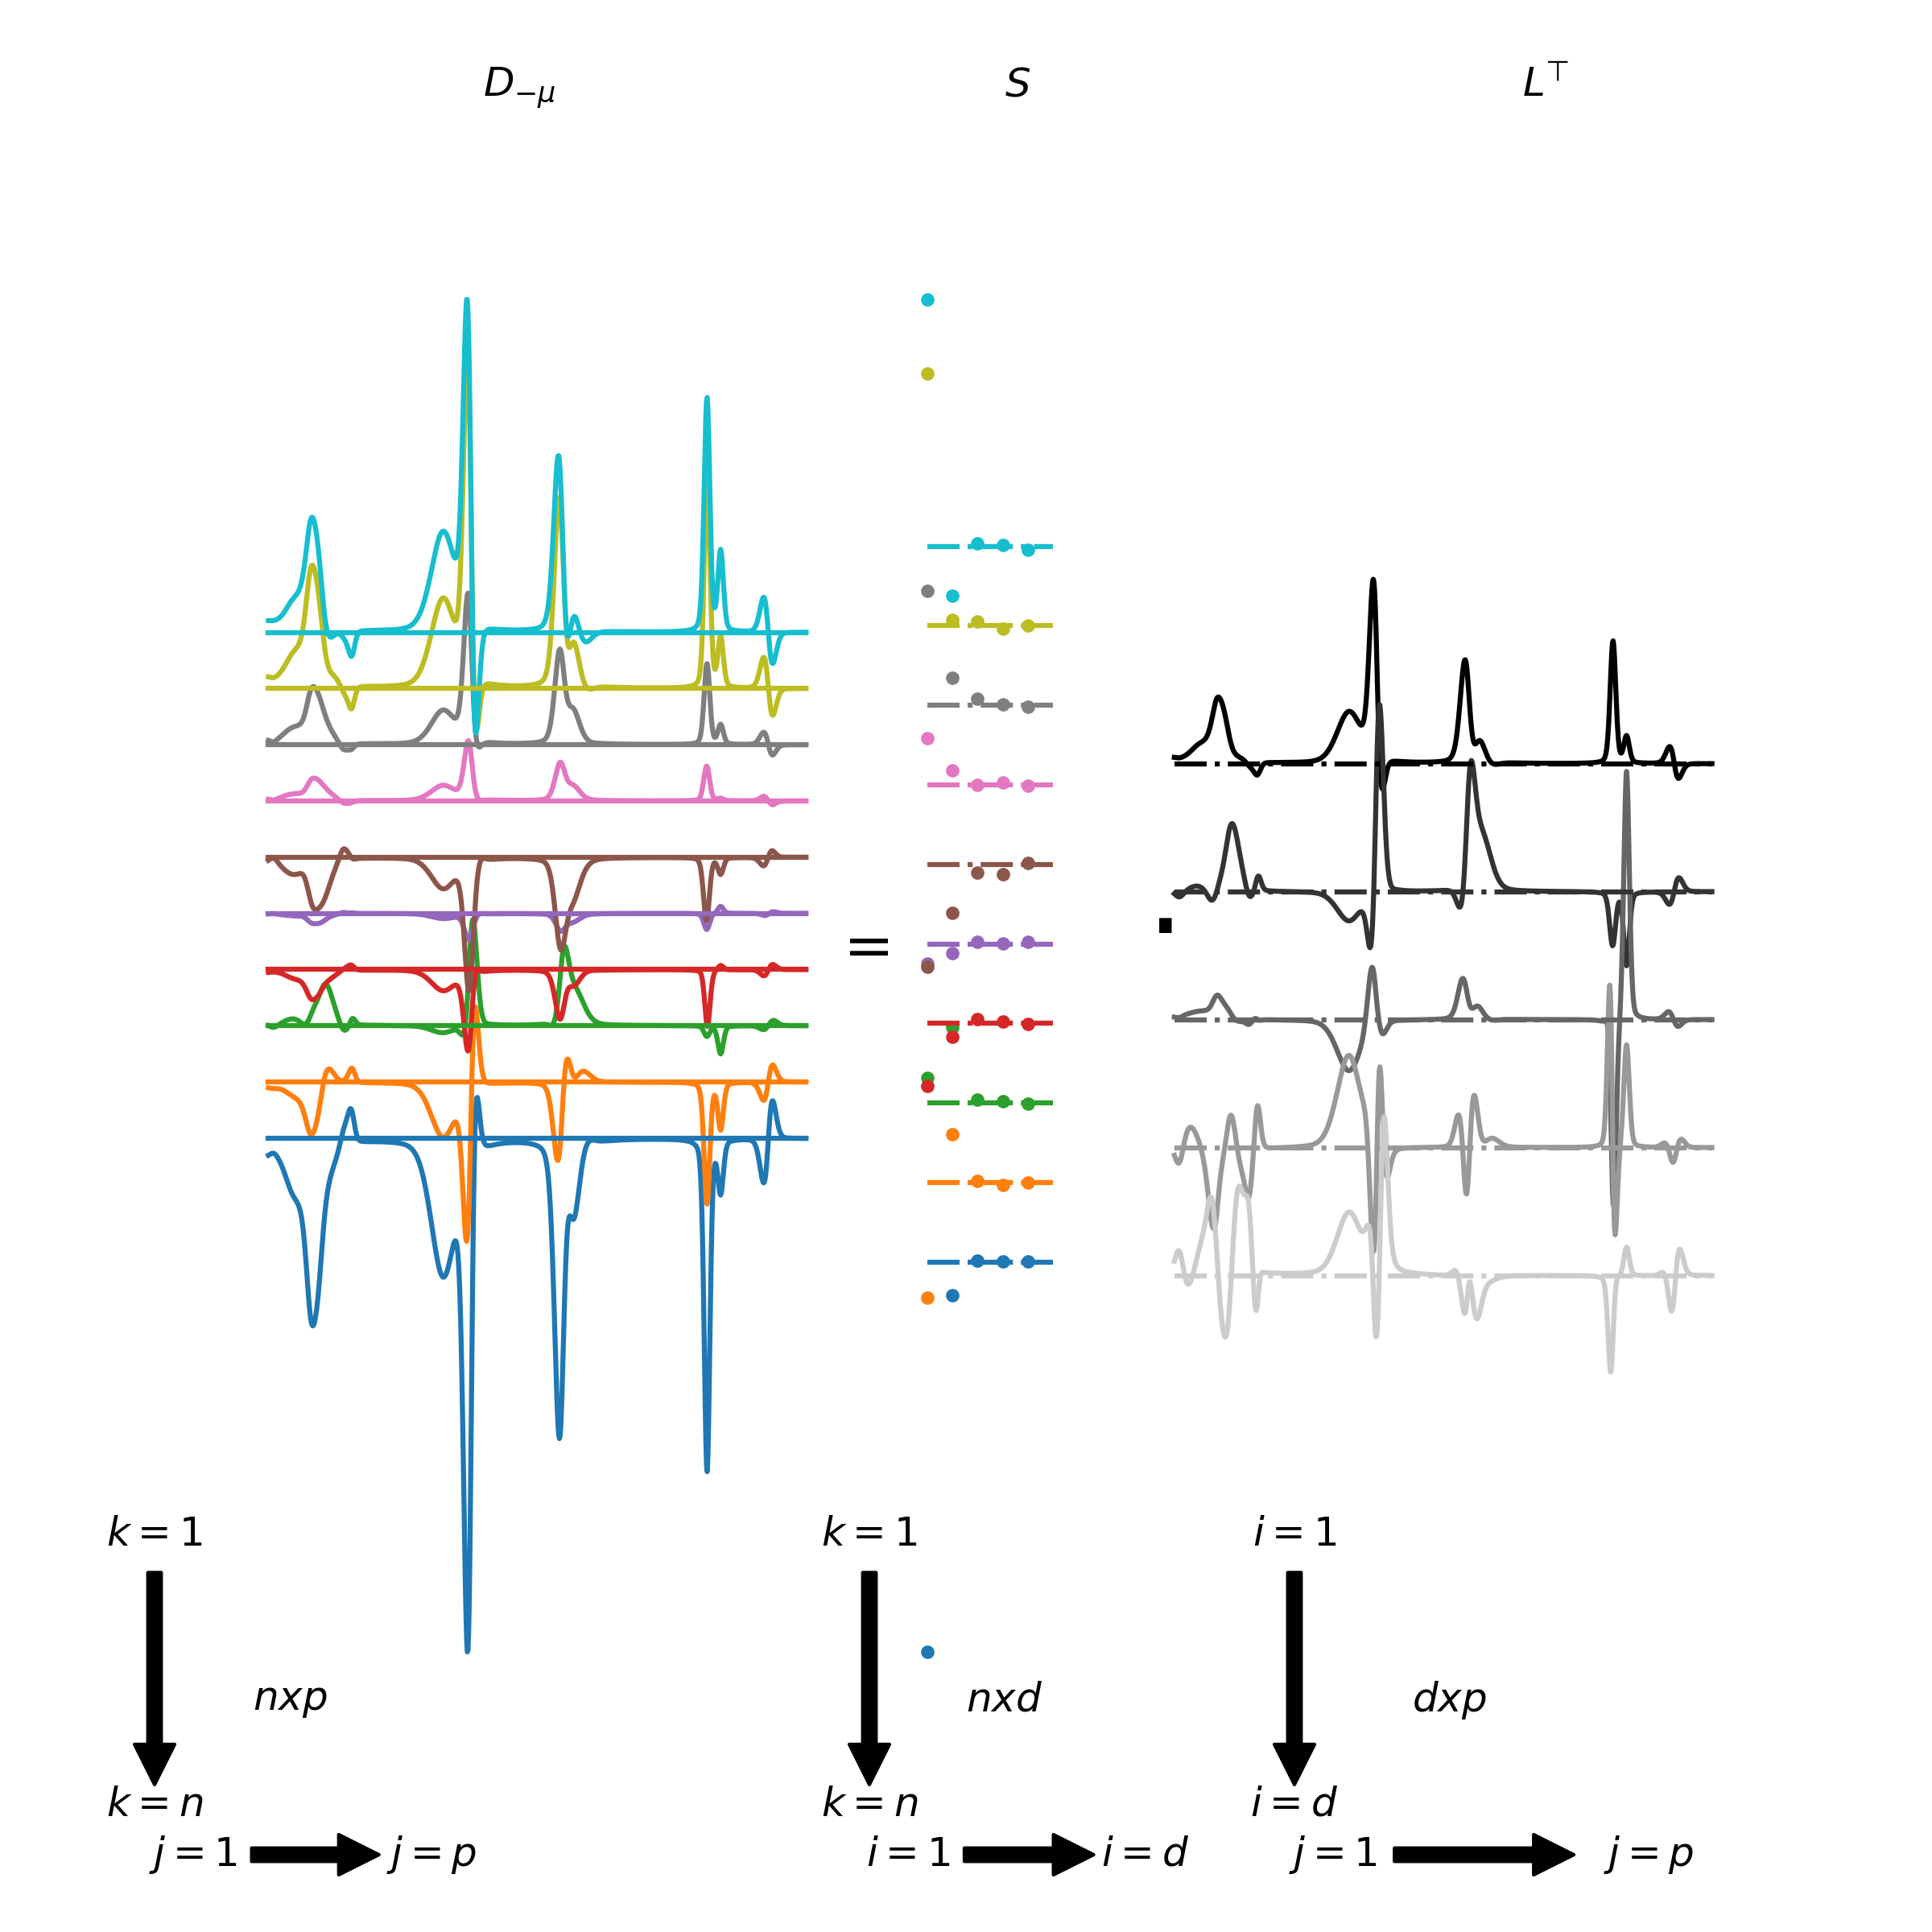 D₋μ S L⊤
= ·
k = 1 k = 1 i = 1
nxp nxd dxp
k = n k = n i = d
j = 1 j = p i = 1 i = d j = 1 j = p